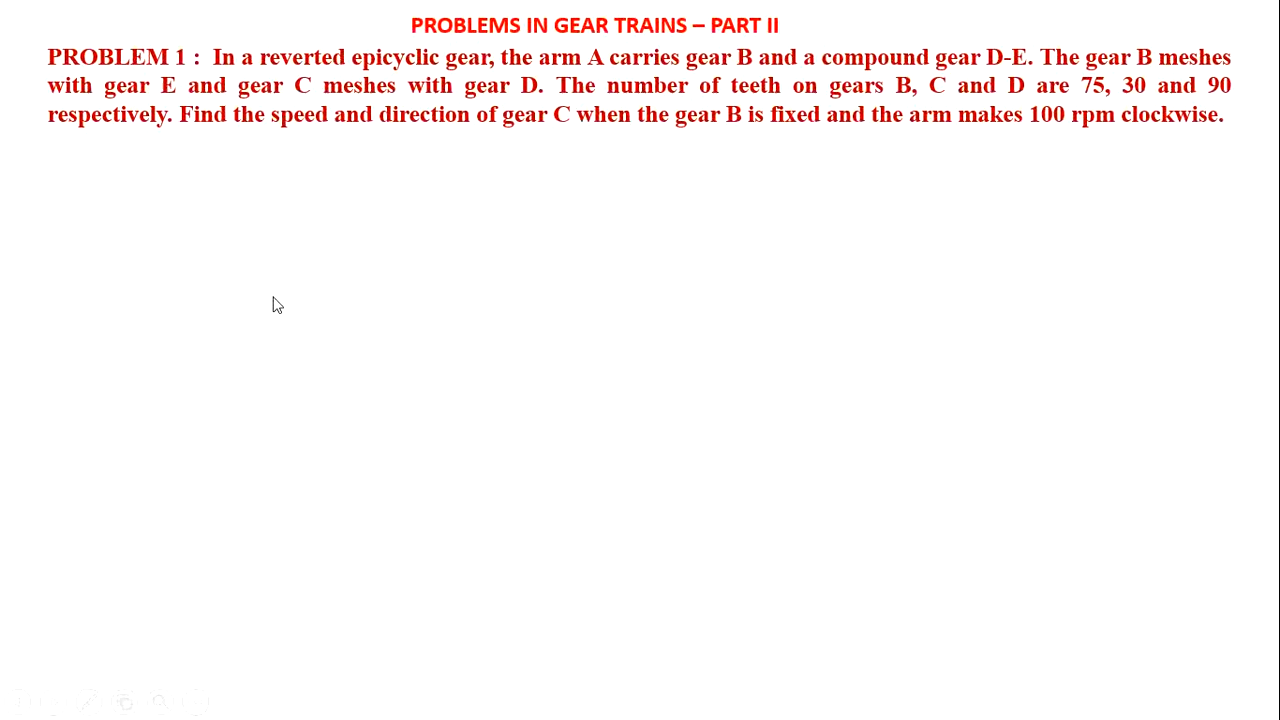 PROBLEMS IN GEAR TRAINS – PART II
PROBLEM 1 : In a reverted epicyclic gear, the arm A carries gear B and a compound gear D-E. The gear B meshes
with gear E and gear C meshes with gear D. The number of teeth on gears B, C and D are 75, 30 and 90
respectively. Find the speed and direction of gear C when the gear B is fixed and the arm makes 100 rpm clockwise.